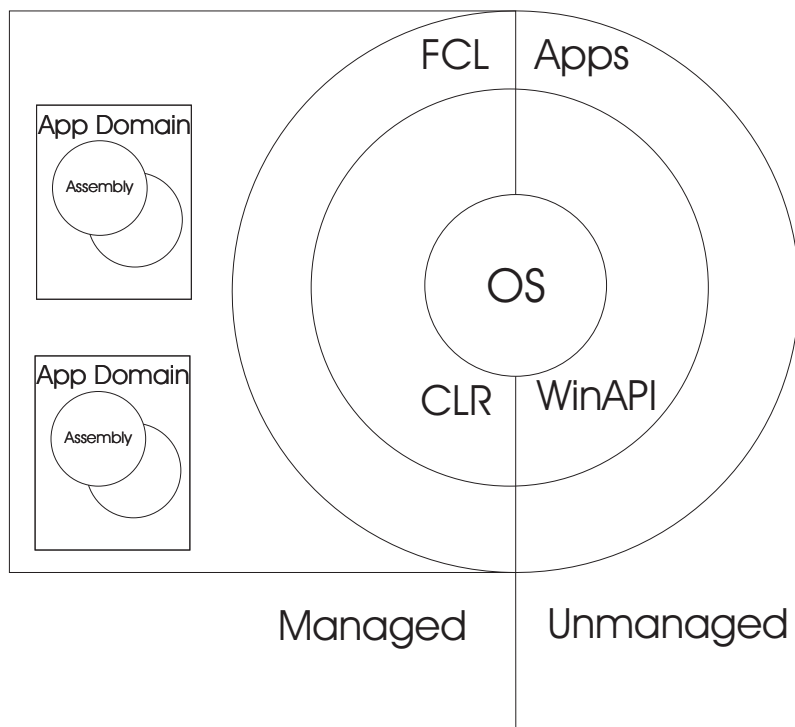 FCL Apps
App Domain
Assembly
OS
App Domain
Assembly
CLR WinAPI
Managed Unmanaged